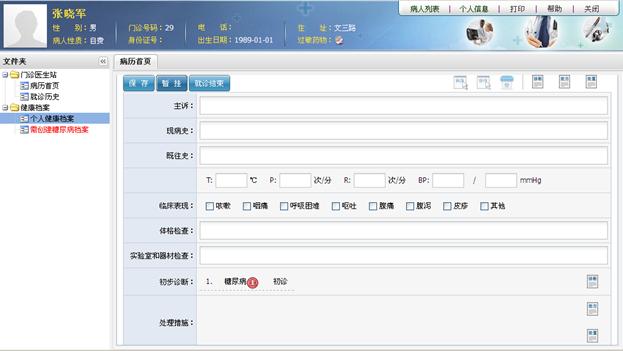 病人列表 | 个人信息 | 打印 | 帮助 | 关闭
张晓军
性 别：男 门诊号码：29 电 话： 住 址：文三路
病人性质：自费 身份证号： 出生日期：1989-01-01 过敏药物：
文件夹
门诊医生站
病历首页
就诊历史
健康档案
个人健康档案
需创建糖尿病档案
病历首页
保 存 暂 挂 就诊结束
主诉：
现病史：
既往史：
T: ℃ P: 次/分 R: 次/分 BP: / mmHg
临床表现： 咳嗽 咽痛 呼吸困难 呕吐 腹痛 腹泻 皮疹 其他
体格检查：
实验室和器材检查：
初步诊断： 1、 糖尿病 初诊
处理措施：